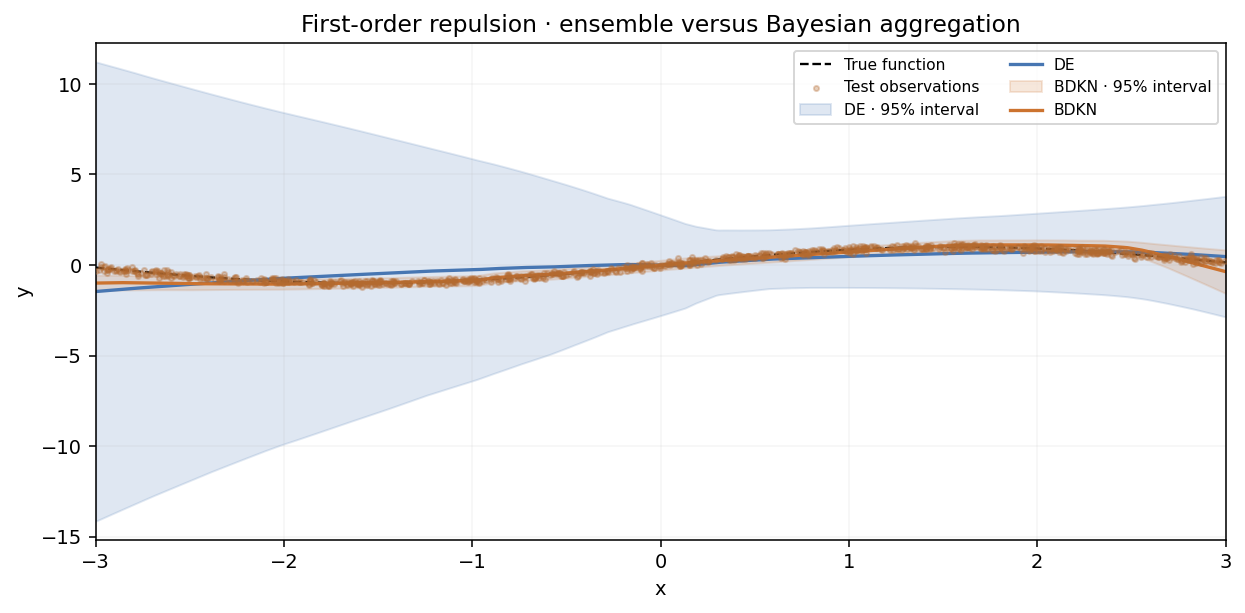 First-order repulsion · ensemble versus Bayesian aggregation
True function
Test observations
DE · 95% interval
DE
BDKN · 95% interval
BDKN
10
5
0
−5
−10
−15
y
−3
−2
−1
0
1
2
3
x